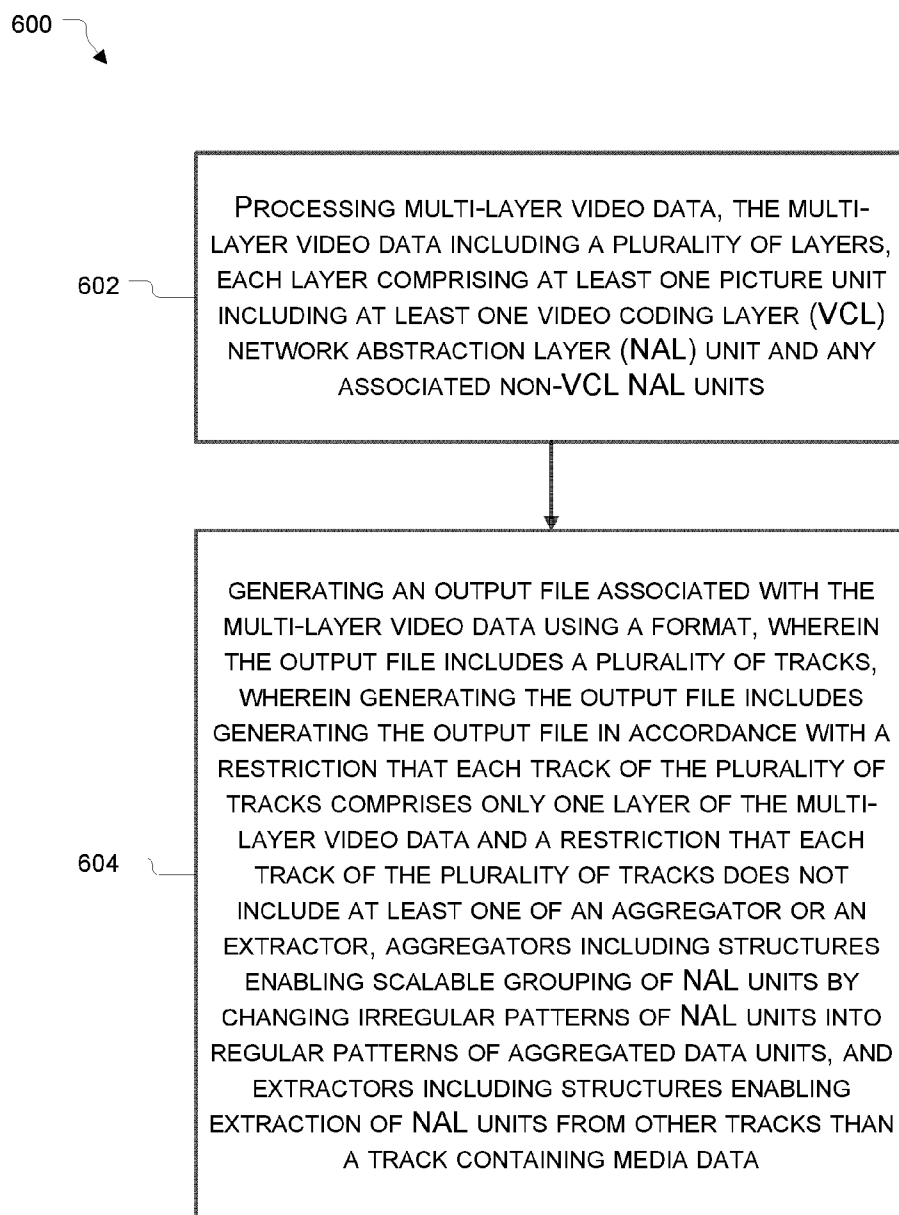 600
602
PROCESSING MULTI-LAYER VIDEO DATA, THE MULTI-
LAYER VIDEO DATA INCLUDING A PLURALITY OF LAYERS,
EACH LAYER COMPRISING AT LEAST ONE PICTURE UNIT
INCLUDING AT LEAST ONE VIDEO CODING LAYER (VCL)
NETWORK ABSTRACTION LAYER (NAL) UNIT AND ANY
ASSOCIATED NON-VCL NAL UNITS
604
GENERATING AN OUTPUT FILE ASSOCIATED WITH THE
MULTI-LAYER VIDEO DATA USING A FORMAT, WHEREIN
THE OUTPUT FILE INCLUDES A PLURALITY OF TRACKS,
WHEREIN GENERATING THE OUTPUT FILE INCLUDES
GENERATING THE OUTPUT FILE IN ACCORDANCE WITH A
RESTRICTION THAT EACH TRACK OF THE PLURALITY OF
TRACKS COMPRISES ONLY ONE LAYER OF THE MULTI-
LAYER VIDEO DATA AND A RESTRICTION THAT EACH
TRACK OF THE PLURALITY OF TRACKS DOES NOT
INCLUDE AT LEAST ONE OF AN AGGREGATOR OR AN
EXTRACTOR, AGGREGATORS INCLUDING STRUCTURES
ENABLING SCALABLE GROUPING OF NAL UNITS BY
CHANGING IRREGULAR PATTERNS OF NAL UNITS INTO
REGULAR PATTERNS OF AGGREGATED DATA UNITS, AND
EXTRACTORS INCLUDING STRUCTURES ENABLING
EXTRACTION OF NAL UNITS FROM OTHER TRACKS THAN
A TRACK CONTAINING MEDIA DATA